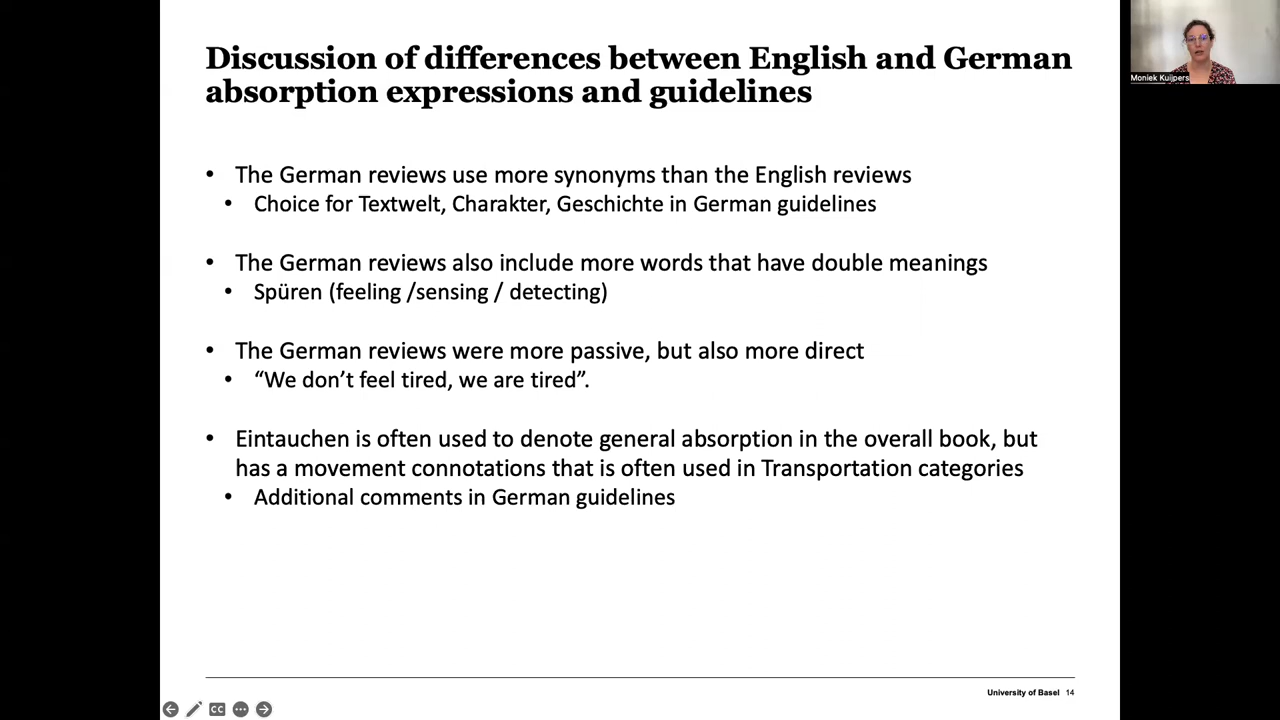 Discussion of differences between English and German
absorption expressions and guidelines
Moniek Kuijpers
• The German reviews use more synonyms than the English reviews
• Choice for Textwelt, Charakter, Geschichte in German guidelines
• The German reviews also include more words that have double meanings
• Spüren (feeling /sensing / detecting)
• The German reviews were more passive, but also more direct
• “We don’t feel tired, we are tired”.
• Eintauchen is often used to denote general absorption in the overall book, but
has a movement connotations that is often used in Transportation categories
• Additional comments in German guidelines
University of Basel 14
CC